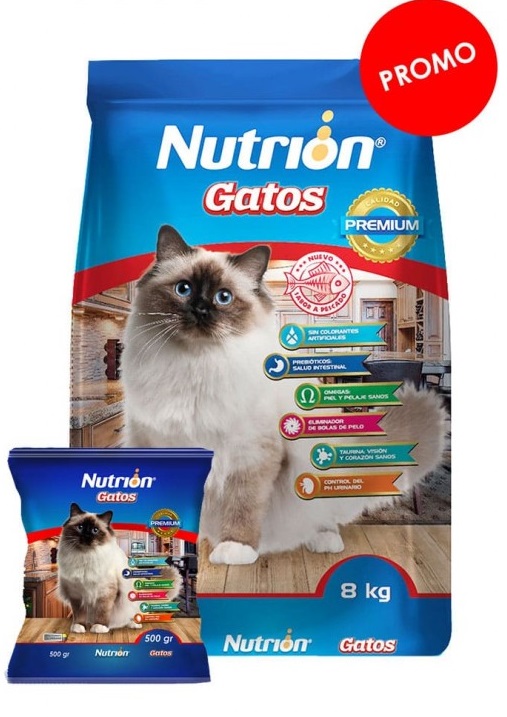 PROMO
Nutrion®
Gatos
CALIDAD
PREMIUM
NUEVO
SABOR A PESCADO
SIN COLORANTES
ARTIFICIALES
PREBIÓTICOS:
SALUD INTESTINAL
OMEGAS:
PIEL Y PELAJE SANOS
ELIMINADOR
DE BOLAS DE PELO
TAURINA, VISIÓN
Y CORAZÓN SANOS
CONTROL DEL
PH URINARIO
8 kg
Nutrion® Gatos
Nutrion®
Gatos
PREMIUM
500 gr
500 gr Nutrion® Gatos